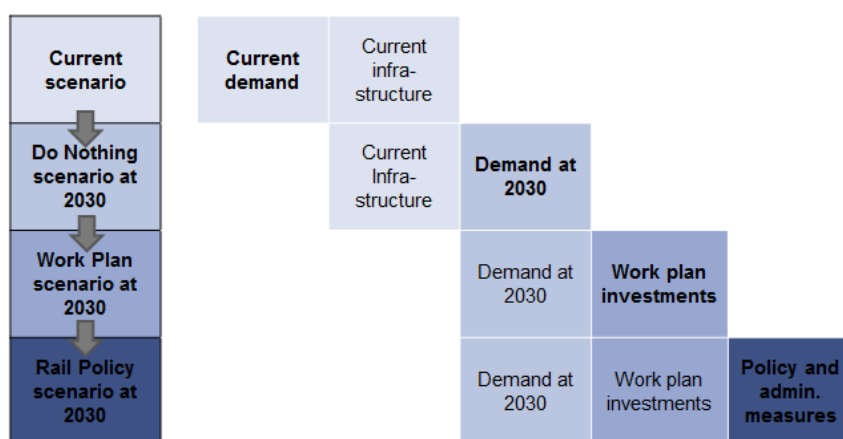 Current
scenario
Current
demand
Current
infra-
structure
Do Nothing
scenario at
2030
Current
Infra-
structure
Demand at
2030
Work Plan
scenario at
2030
Demand at
2030
Work plan
investments
Rail Policy
scenario at
2030
Demand at
2030
Work plan
investments
Policy and
admin.
measures